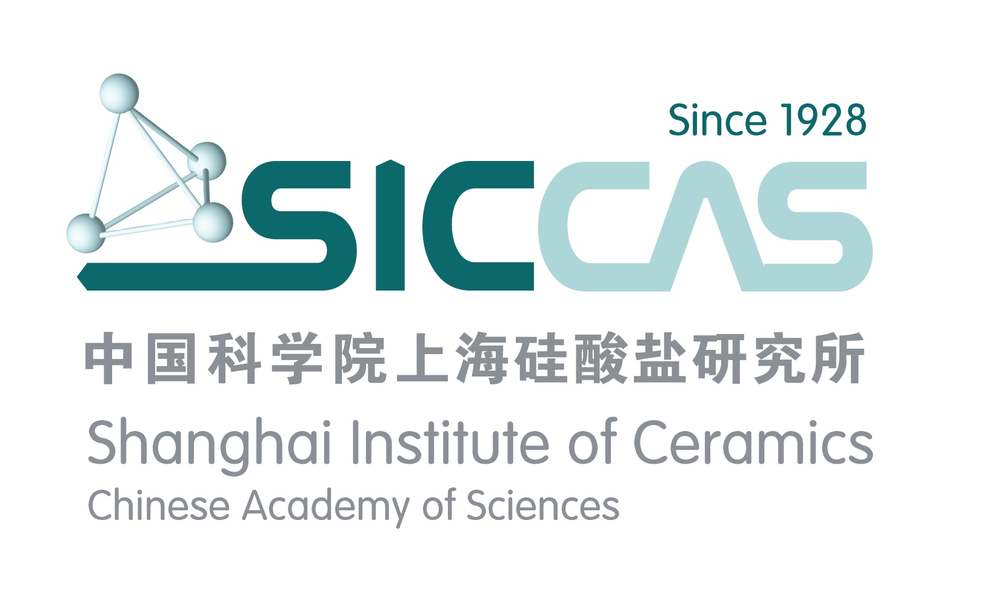 Since 1928
SICCAS
中国科学院上海硅酸盐研究所
Shanghai Institute of Ceramics
Chinese Academy of Sciences